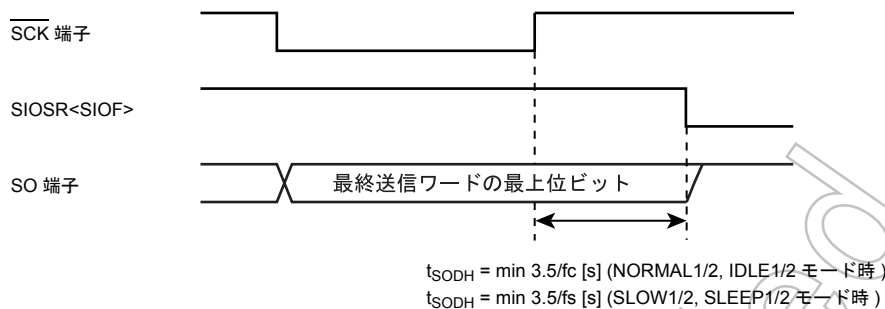 SCK 端子
SIOSR<SIOF>
SO 端子
最終送信ワードの最上位ビット
tSODH = min 3.5/fc [s] (NORMAL1/2, IDLE1/2 モード時 )
tSODH = min 3.5/fs [s] (SLOW1/2, SLEEP1/2 モード時 )